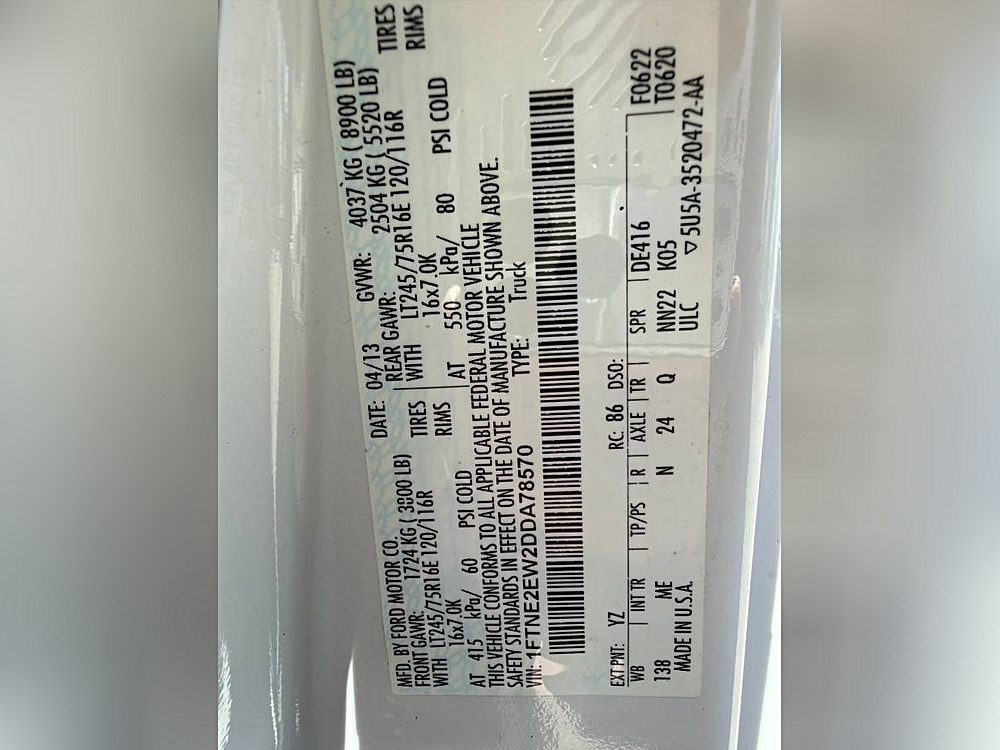 MFD. BY FORD MOTOR CO. DATE: 04/13 GVWR: 4037 KG ( 8900 LB)
FRONT GAWR: 1724 KG ( 3800 LB) REAR GAWR: 2504 KG ( 5520 LB)
WITH LT245/75R16E 120/116R TIRES WITH LT245/75R16E 120/116R TIRES
16x7.0K RIMS 16x7.0K RIMS
AT 415 kPa/ 60 PSI COLD AT 550 kPa/ 80 PSI COLD
THIS VEHICLE CONFORMS TO ALL APPLICABLE FEDERAL MOTOR VEHICLE
SAFETY STANDARDS IN EFFECT ON THE DATE OF MANUFACTURE SHOWN ABOVE.
VIN: 1FTNE2EW2DDA78570 TYPE: Truck
EXT PNT: YZ RC: 86 DSO: F0622
WB INT TR TP/PS R AXLE TR SPR DE416 T0620
138 ME N 24 Q NN22 K05
MADE IN U.S.A. ULC ▽ 5U5A-3520472-AA